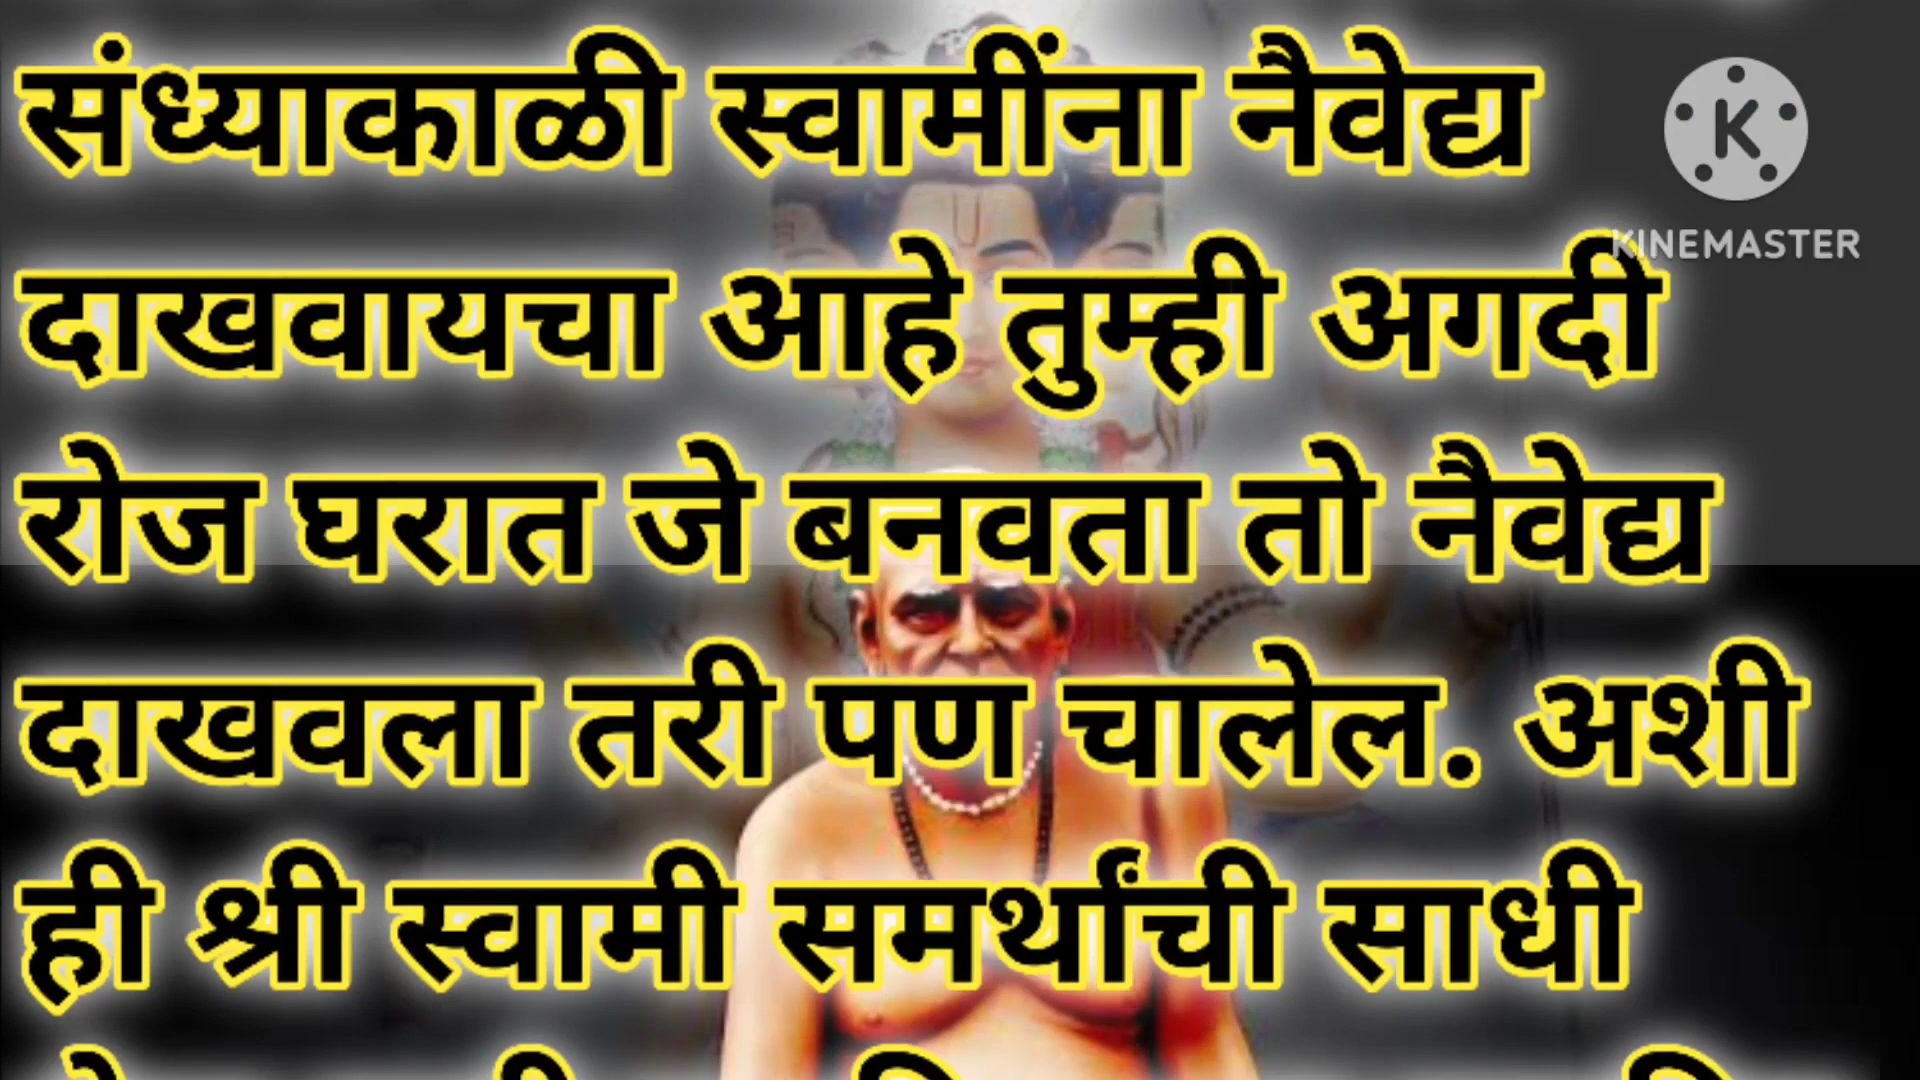 संध्याकाळी स्वामींना नैवेद्य
दाखवायचा आहे तुम्ही अगदी
रोज घरात जे बनवता तो नैवेद्य
दाखवला तरी पण चालेल. अशी
ही श्री स्वामी समर्थांची साधी
K
KINEMASTER